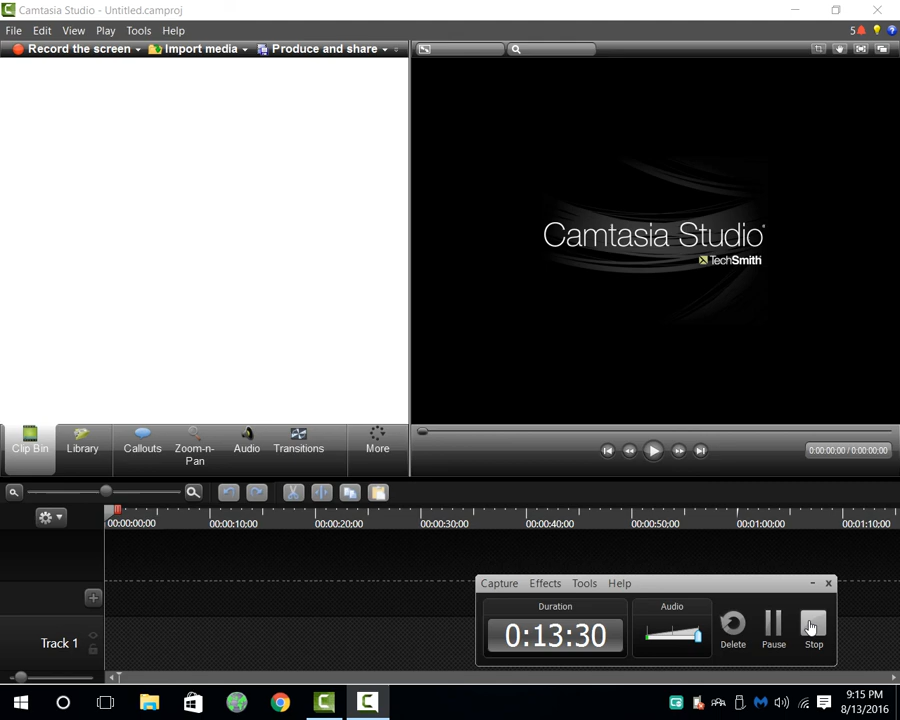 Camtasia Studio - Untitled.camproj
File Edit View Play Tools Help 5
Record the screen Import media Produce and share
Camtasia Studio®
TechSmith
Clip Bin Library Callouts Zoom-n-Pan Audio Transitions More
0:00:00;00 / 0:00:00:00
00:00:00;00 00:00:10;00 00:00:20;00 00:00:30;00 00:00:40;00 00:00:50;00 00:01:00;00 00:01:10;00
Capture Effects Tools Help
Duration Audio
0:13:30
Delete Pause Stop
Track 1
9:15 PM
8/13/2016